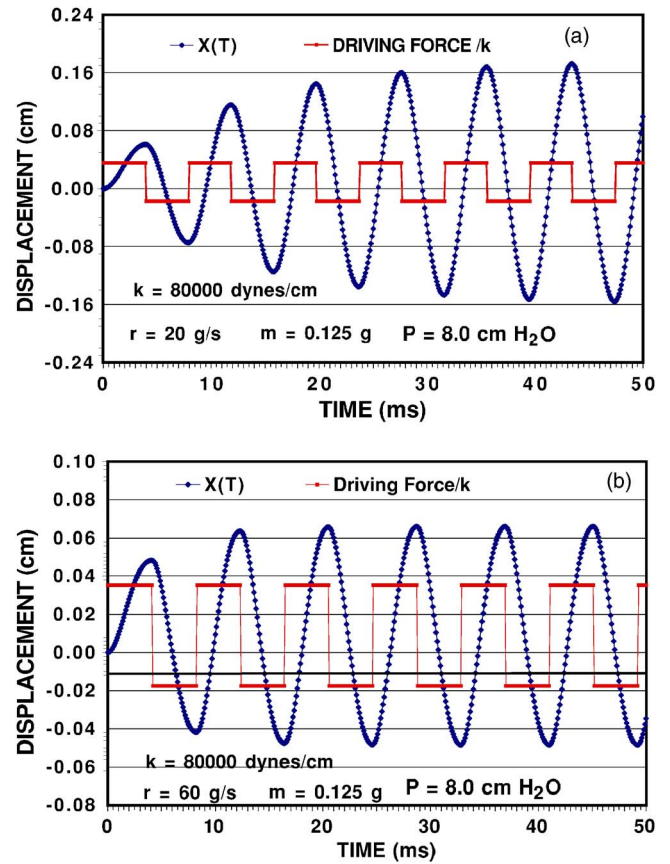 0.24
X(T) DRIVING FORCE /k (a)
0.16
0.08
0.00
-0.08
-0.16
-0.24
DISPLACEMENT (cm)
k = 80000 dynes/cm
r = 20 g/s m = 0.125 g P = 8.0 cm H₂O
0 10 20 30 40 50
TIME (ms)
0.10
X(T) Driving Force/k (b)
0.08
0.06
0.04
0.02
0.00
-0.02
-0.04
-0.06
-0.08
DISPLACEMENT (cm)
k = 80000 dynes/cm
r = 60 g/s m = 0.125 g P = 8.0 cm H₂O
0 10 20 30 40 50
TIME (ms)